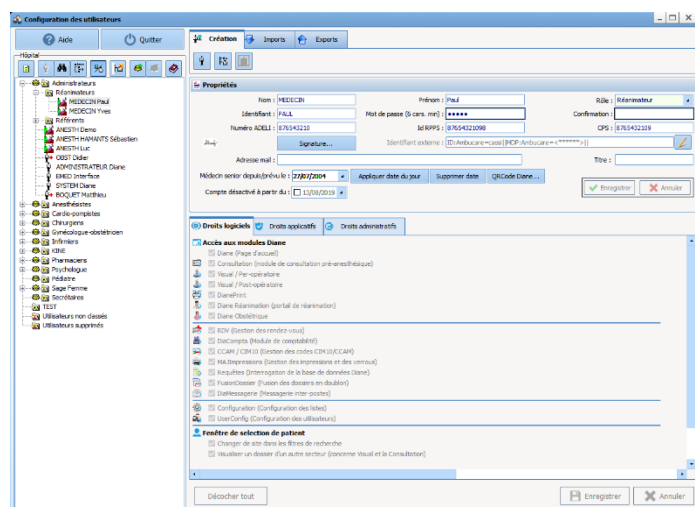 Configuration des utilisateurs
Aide
Quitter
Hôpital
Administrateurs
Réanimateurs
MEDECIN Paul
MEDECIN Yves
Référents
ANESTH Demo
ANESTH HAMANTS Sébastien
ANESTH Luc
OBST Didier
ADMINISTRATEUR Diane
EMED Interface
SYSTEM Diane
BOQUET Matthieu
Anesthésistes
Cardio-pompistes
Chirurgiens
Gynécologue-obstétricien
Infirmiers
KINE
Pharmaciens
Psychologue
Pédiatre
Sage Femme
Secrétaires
TEST
Utilisateurs non classés
Utilisateurs supprimés
Création
Imports
Exports
Propriétés
Nom : MEDECIN
Prénom : Paul
Rôle : Réanimateur
Identifiant : PAUL
Mot de passe (6 cars. min) : •••••
Confirmation :
Numéro ADELI : 876543210
Id RPPS : 87654321098
CPS : 8765432109
Signature...
Identifiant externe : ID:Ambucare=cassi||MDP:Ambucare=<******>||
Adresse mail :
Titre :
Médecin senior depuis/prévu le : 27/07/2004
Appliquer date du jour
Supprimer date
QRCode Diane...
Compte désactivé à partir du : 13/08/2019
Enregistrer
Annuler
Droits logiciels
Droits applicatifs
Droits administratifs
Accès aux modules Diane
Diane (Page d'accueil)
Consultation (module de consultation pré-anesthésique)
Visual / Per-opératoire
Visual / Post-opératoire
DianePrint
Diane Réanimation (portail de réanimation)
Diane Obstétrique
RDV (Gestion des rendez-vous)
DiaCompta (Module de comptabilité)
CCAM / CIM10 (Gestion des codes CIM10/CCAM)
MAJImpressions (Gestion des impressions et des verrous)
Requêtes (Interrogation de la base de données Diane)
FusionDossier (Fusion des dossiers en doublon)
DiaMessagerie (Messagerie inter-postes)
Configuration (Configuration des listes)
UserConfig (Configuration des utilisateurs)
Fenêtre de selection de patient
Changer de site dans les filtres de recherche
Visualiser un dossier d'un autre secteur (concerne Visual et la Consultation)
Décocher tout
Enregistrer
Annuler